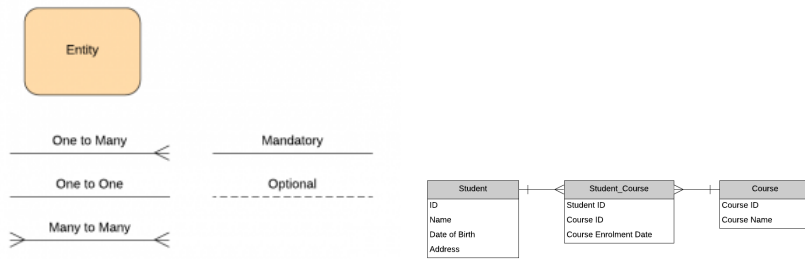 Entity
One to Many
Mandatory
One to One
Optional
Many to Many
Student
ID
Name
Date of Birth
Address
Student_Course
Student ID
Course ID
Course Enrolment Date
Course
Course ID
Course Name